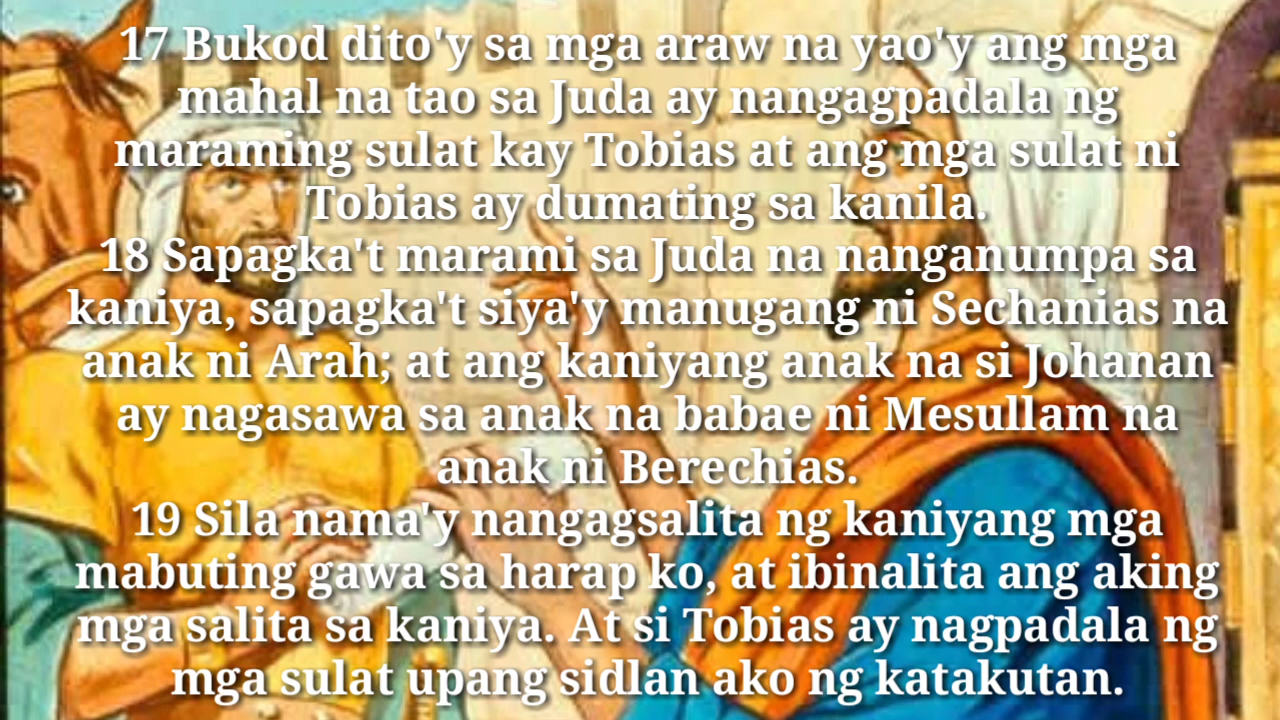 17 Bukod dito'y sa mga araw na yao'y ang mga
mahal na tao sa Juda ay nangagpadala ng
maraming sulat kay Tobias at ang mga sulat ni
Tobias ay dumating sa kanila.
18 Sapagka't marami sa Juda na nanganumpa sa
kaniya, sapagka't siya'y manugang ni Sechanias na
anak ni Arah; at ang kaniyang anak na si Johanan
ay nagasawa sa anak na babae ni Mesullam na
anak ni Berechias.
19 Sila nama'y nangagsalita ng kaniyang mga
mabuting gawa sa harap ko, at ibinalita ang aking
mga salita sa kaniya. At si Tobias ay nagpadala ng
mga sulat upang sidlan ako ng katakutan.